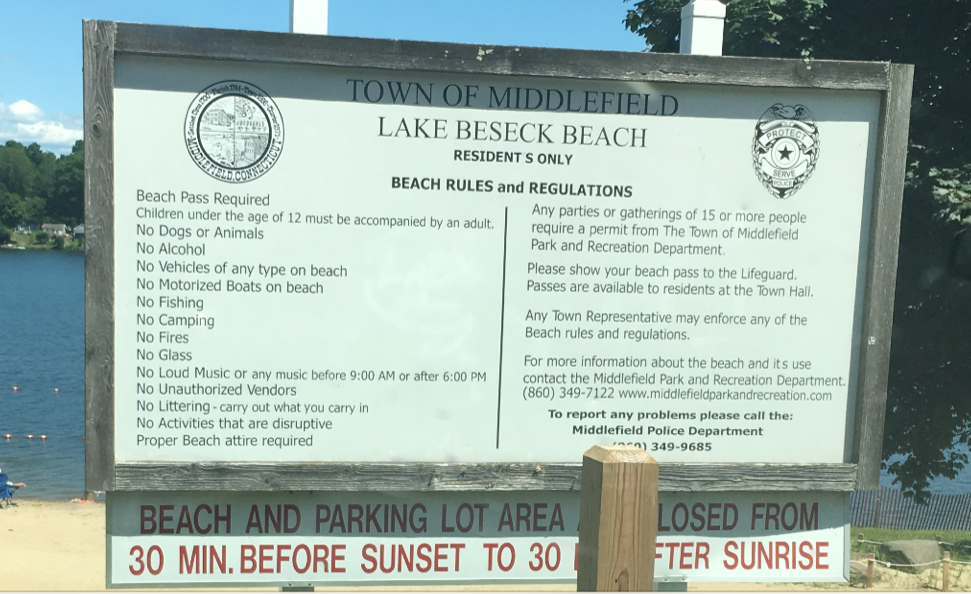 TOWN OF MIDDLEFIELD
LAKE BESECK BEACH
RESIDENT S ONLY
MIDDLEFIELD, CONNECTICUT
PROTECT
SERVE
POLICE
BEACH RULES and REGULATIONS
Beach Pass Required
Children under the age of 12 must be accompanied by an adult.
No Dogs or Animals
No Alcohol
No Vehicles of any type on beach
No Motorized Boats on beach
No Fishing
No Camping
No Fires
No Glass
No Loud Music or any music before 9:00 AM or after 6:00 PM
No Unauthorized Vendors
No Littering - carry out what you carry in
No Activities that are disruptive
Proper Beach attire required
Any parties or gatherings of 15 or more people
require a permit from The Town of Middlefield
Park and Recreation Department.
Please show your beach pass to the Lifeguard.
Passes are available to residents at the Town Hall.
Any Town Representative may enforce any of the
Beach rules and regulations.
For more information about the beach and its use
contact the Middlefield Park and Recreation Department.
(860) 349-7122 www.middlefieldparkandrecreation.com
To report any problems please call the:
Middlefield Police Department
(860) 349-9685
BEACH AND PARKING LOT AREA LOSED FROM
30 MIN. BEFORE SUNSET TO 30 FTER SUNRISE